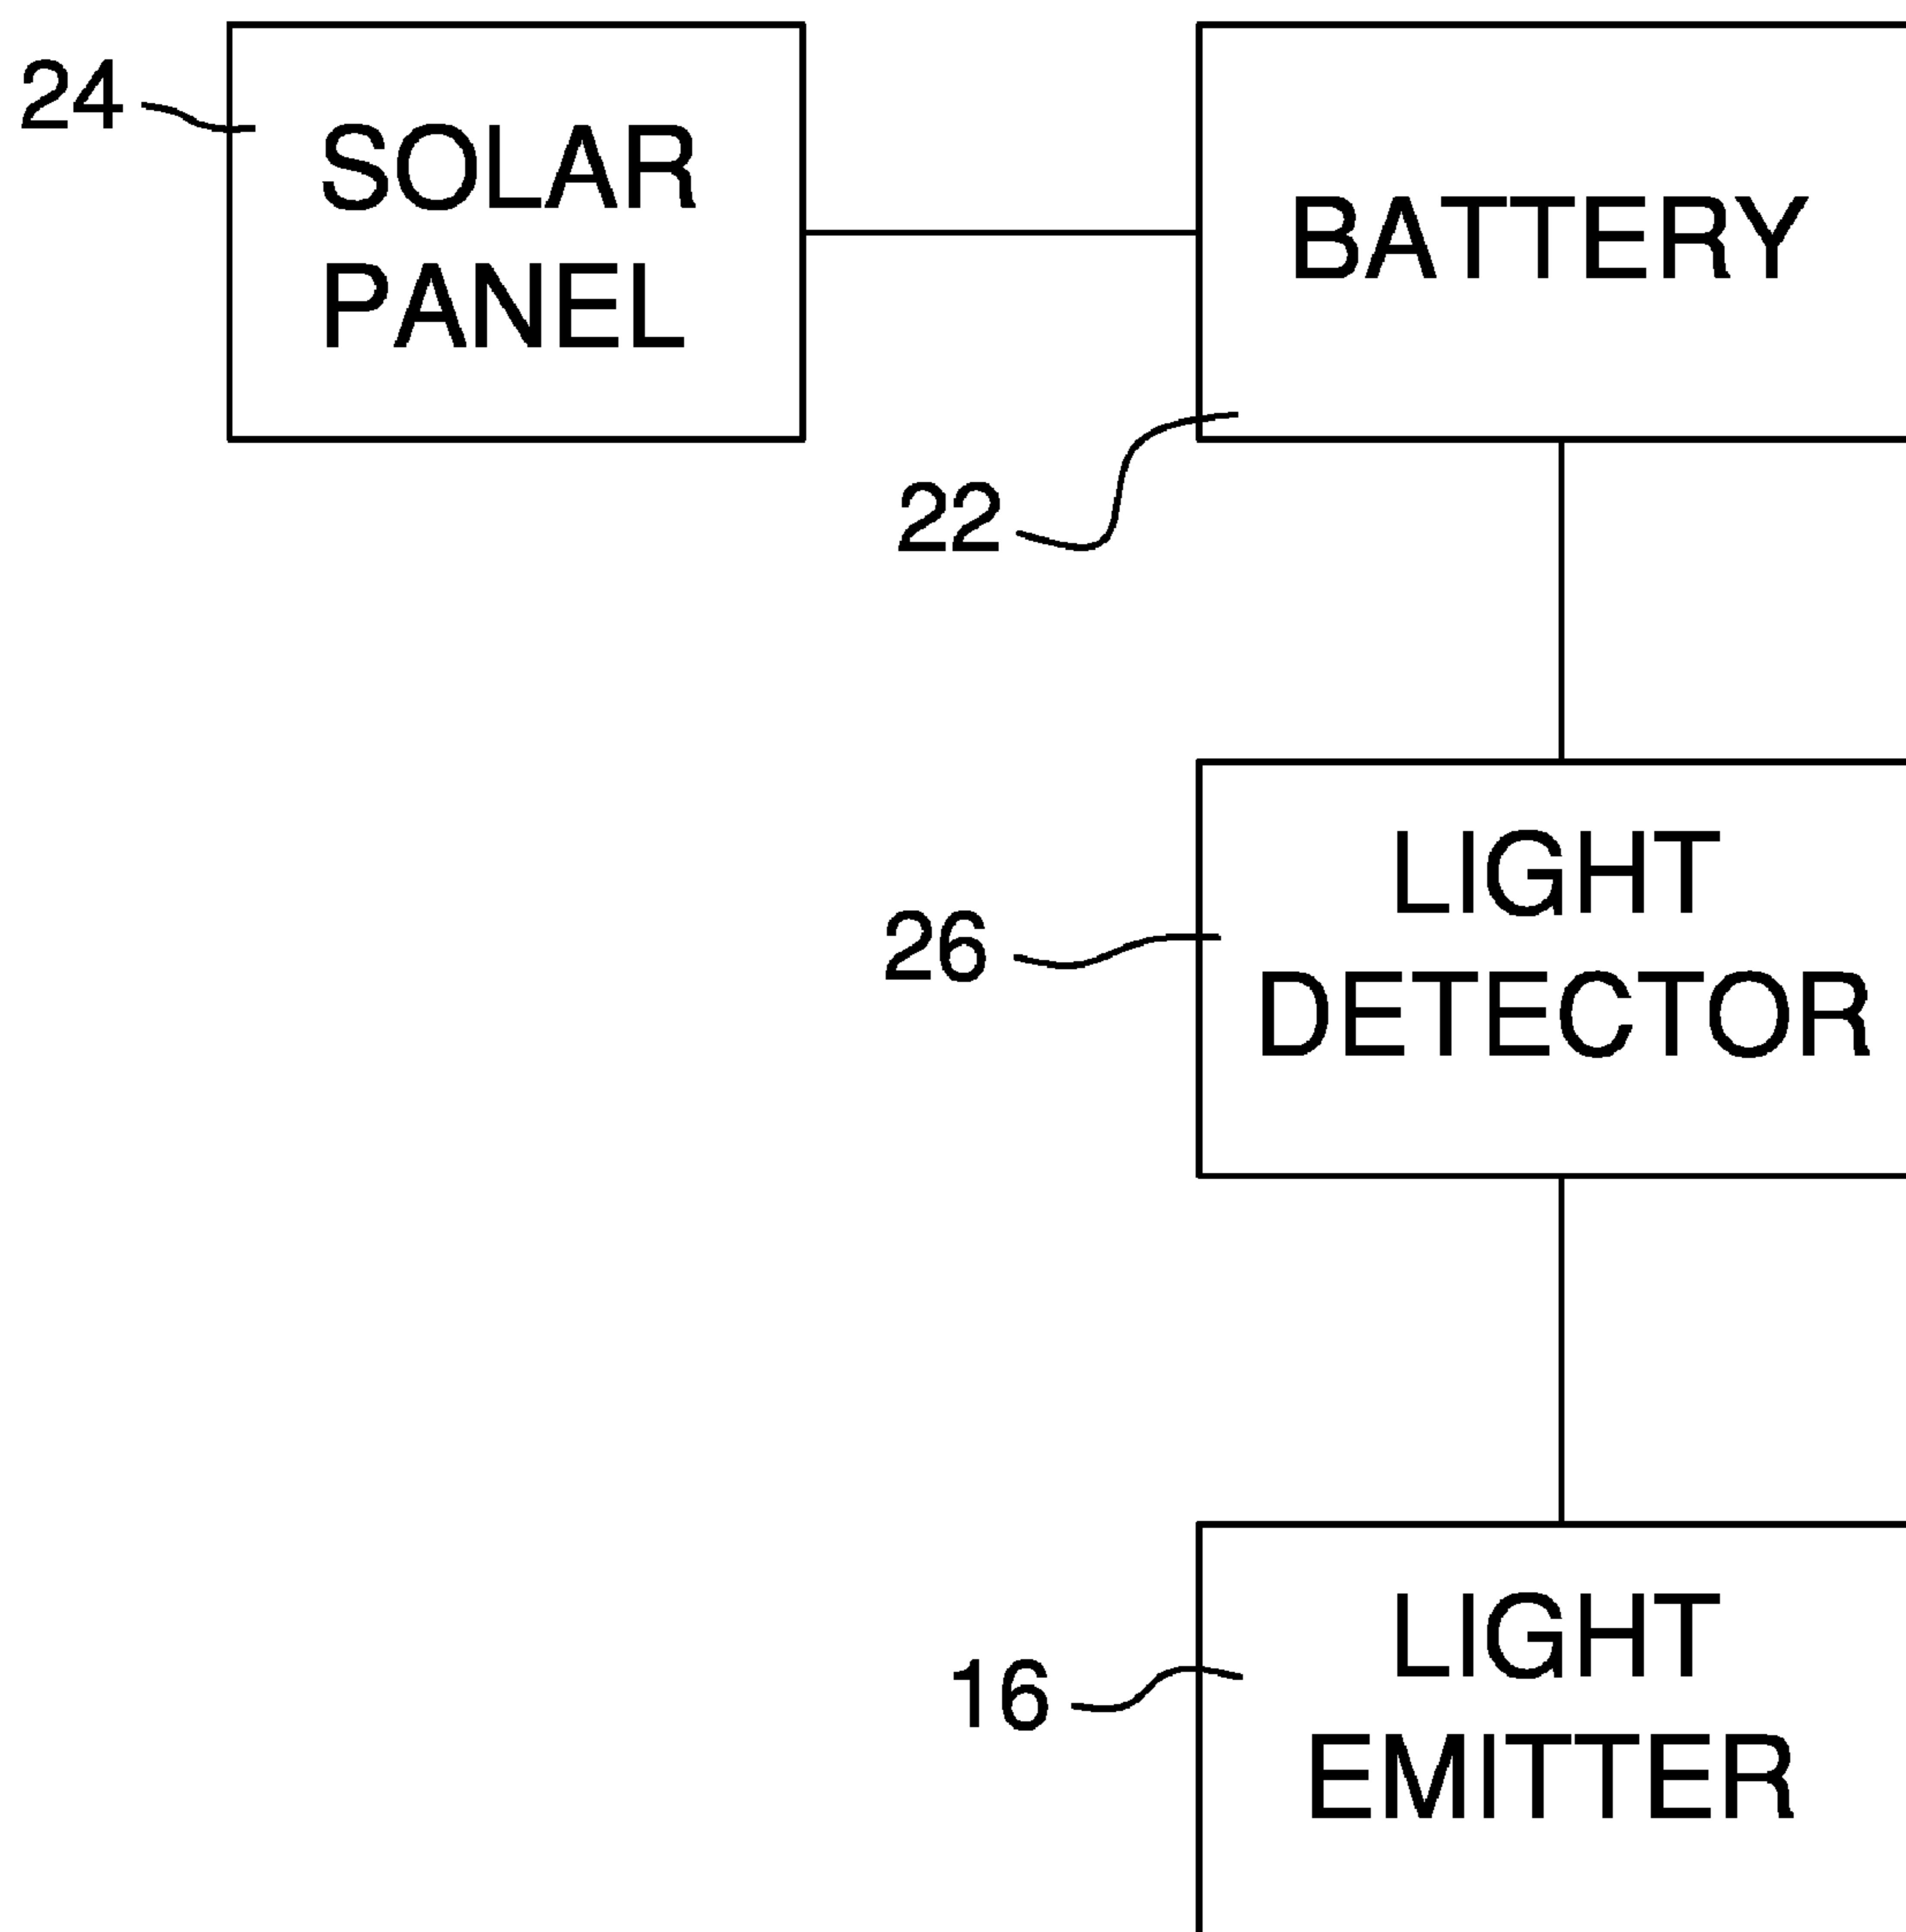 24
SOLAR
PANEL
BATTERY
22
LIGHT
26
DETECTOR
LIGHT
16
EMITTER